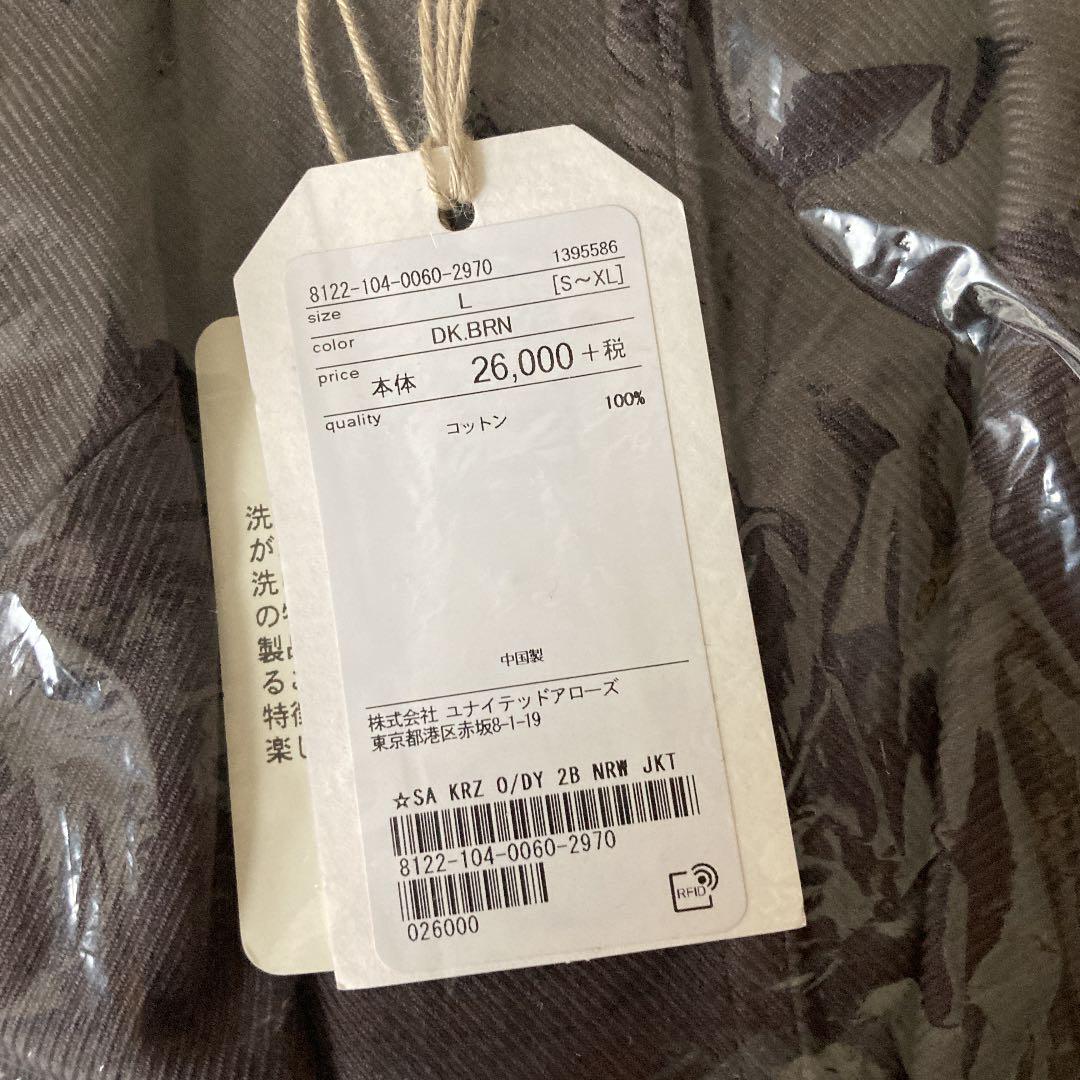 8122-104-0060-2970 1395586
size L [S～XL]
color DK.BRN
price 本体 26,000+税
quality コットン 100%
中国製
株式会社 ユナイテッドアローズ
東京都港区赤坂8-1-19
☆SA KRZ O/DY 2B NRW JKT
8122-104-0060-2970
026000
RFID
洗
が
洗
の
製
る
特
楽し